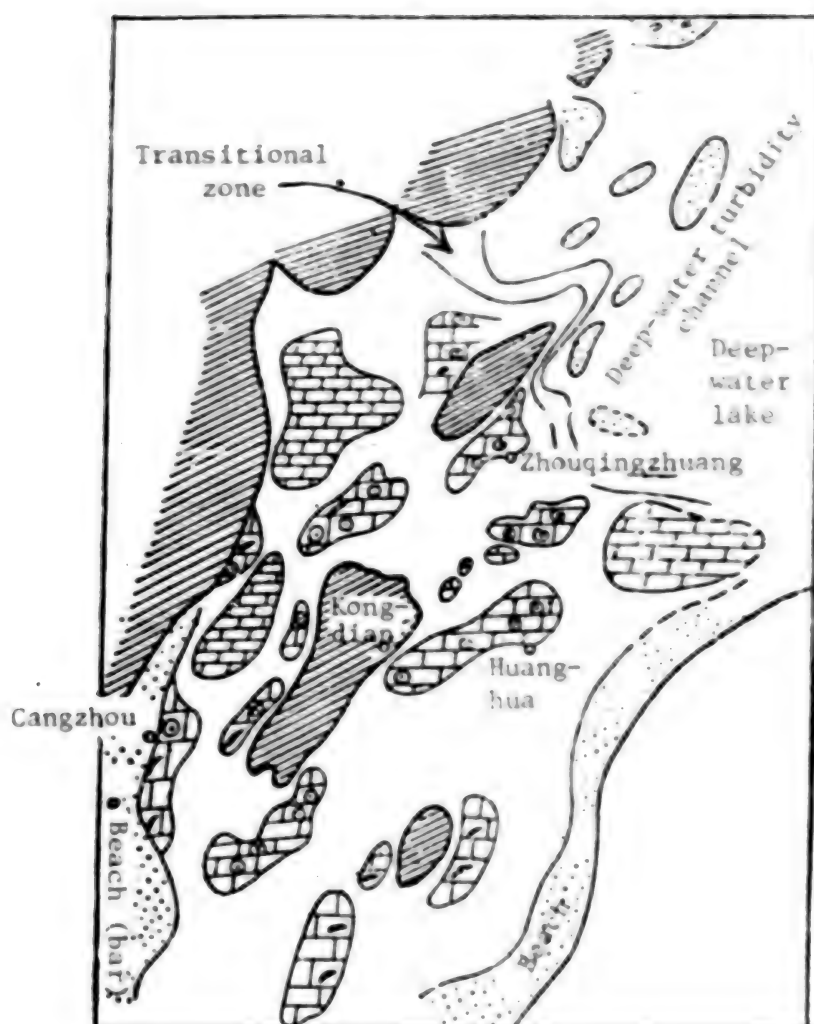 Transitional
zone
Deep-water turbidity
channel
Deep-
water
lake
Zhouqingzhuang
Kong-
dian
Huang-
hua
Cangzhou
Beach (bar)
Beach